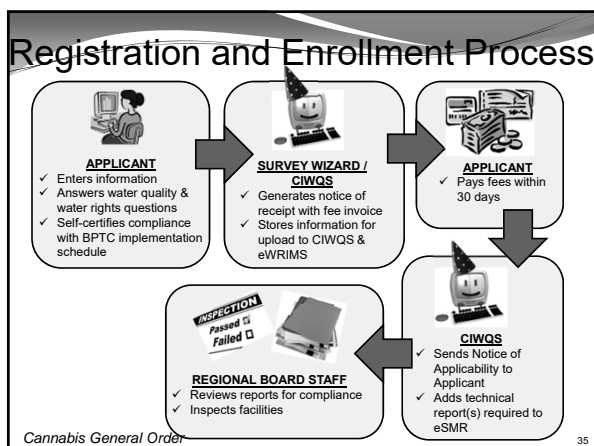 Registration and Enrollment Process
APPLICANT
✓ Enters information
✓ Answers water quality &
water rights questions
✓ Self-certifies compliance
with BPTC implementation
schedule
SURVEY WIZARD /
CIWQS
✓ Generates notice of
receipt with fee invoice
✓ Stores information for
upload to CIWQS &
eWRIMS
APPLICANT
✓ Pays fees within
30 days
CIWQS
✓ Sends Notice of
Applicability to
Applicant
✓ Adds technical
report(s) required to
eSMR
INSPECTION
Passed ☑
Failed ☐
REGIONAL BOARD STAFF
✓ Reviews reports for compliance
✓ Inspects facilities
Cannabis General Order
35